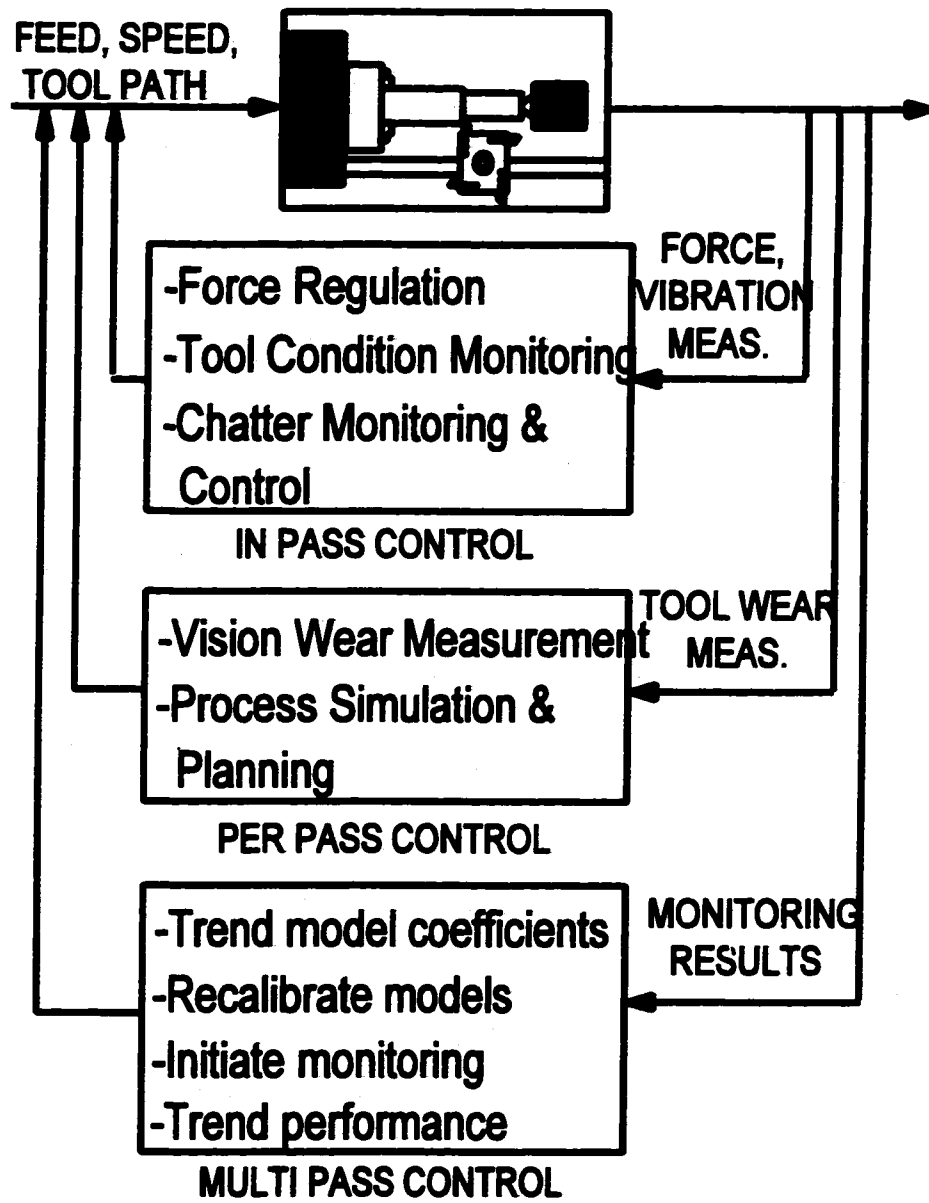 FEED, SPEED,
TOOL PATH
FORCE,
VIBRATION
MEAS.
-Force Regulation
-Tool Condition Monitoring
-Chatter Monitoring &
Control
IN PASS CONTROL
TOOL WEAR
MEAS.
-Vision Wear Measurement
-Process Simulation &
Planning
PER PASS CONTROL
MONITORING
RESULTS
-Trend model coefficients
-Recalibrate models
-Initiate monitoring
-Trend performance
MULTI PASS CONTROL